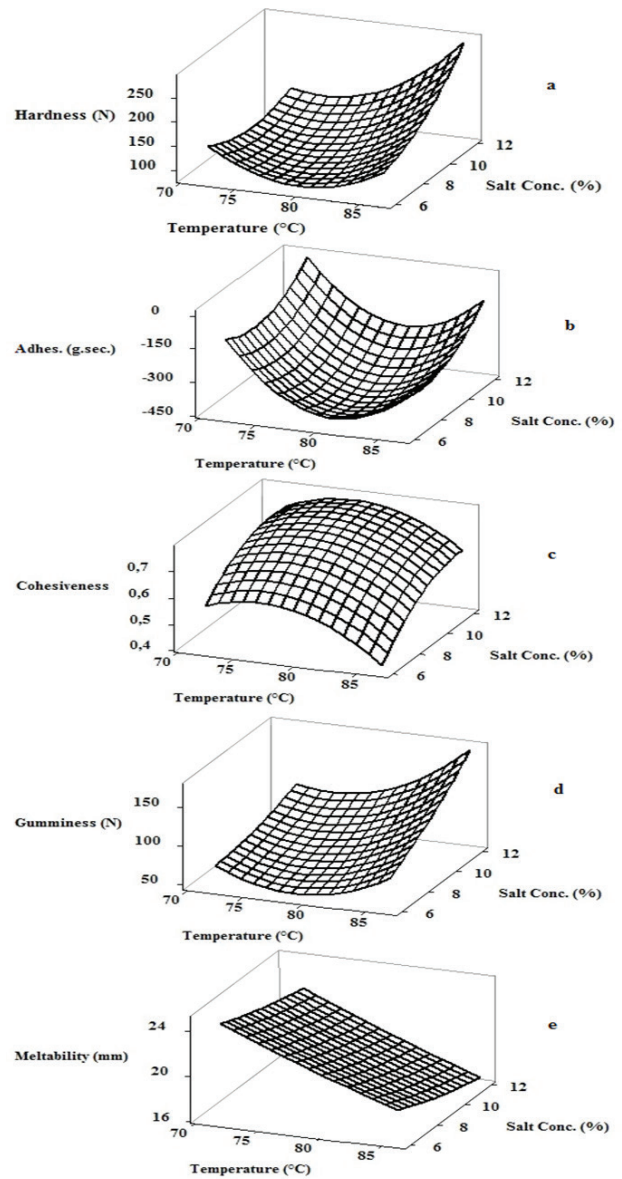 a
Hardness (N)
250
200
150
100
70
75
80
85
Temperature (°C)
6
8
10
12
Salt Conc. (%)
b
Adhes. (g.sec.)
0
-150
-300
-450
70
75
80
85
Temperature (°C)
6
8
10
12
Salt Conc. (%)
c
Cohesiveness
0,7
0,6
0,5
0,4
70
75
80
85
Temperature (°C)
6
8
10
12
Salt Conc. (%)
d
Gumminess (N)
150
100
50
70
75
80
85
Temperature (°C)
6
8
10
12
Salt Conc. (%)
e
Meltability (mm)
24
20
16
70
75
80
85
Temperature (°C)
6
8
10
12
Salt Conc. (%)